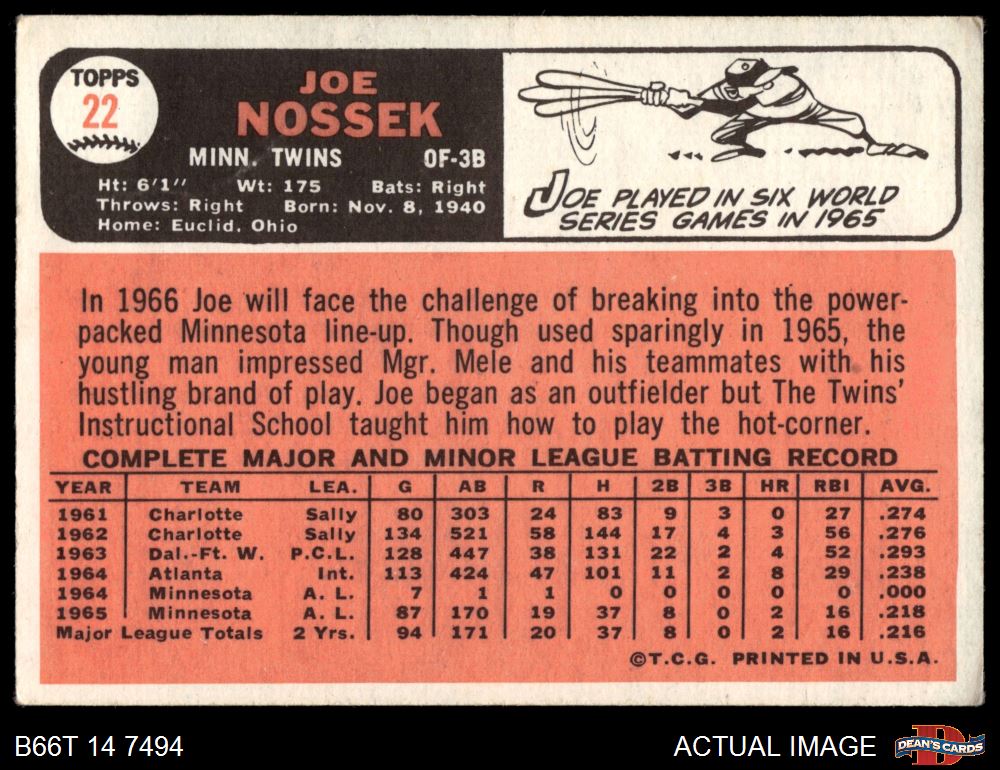 TOPPS
22
JOE
NOSSEK
MINN. TWINS OF-3B
Ht: 6'1" Wt: 175 Bats: Right
Throws: Right Born: Nov. 8, 1940
Home: Euclid, Ohio
JOE PLAYED IN SIX WORLD
SERIES GAMES IN 1965
In 1966 Joe will face the challenge of breaking into the power-
packed Minnesota line-up. Though used sparingly in 1965, the
young man impressed Mgr. Mele and his teammates with his
hustling brand of play. Joe began as an outfielder but The Twins'
Instructional School taught him how to play the hot-corner.
COMPLETE MAJOR AND MINOR LEAGUE BATTING RECORD
YEAR TEAM LEA. G AB R H 2B 3B HR RBI AVG.
1961 Charlotte Sally 80 303 24 83 9 3 0 27 .274
1962 Charlotte Sally 134 521 58 144 17 4 3 56 .276
1963 Dal.-Ft. W. P.C.L. 128 447 38 131 22 2 4 52 .293
1964 Atlanta Int. 113 424 47 101 11 2 8 29 .238
1964 Minnesota A. L. 7 1 1 0 0 0 0 0 .000
1965 Minnesota A. L. 87 170 19 37 8 0 2 16 .218
Major League Totals 2 Yrs. 94 171 20 37 8 0 2 16 .216
©T.C.G. PRINTED IN U.S.A.
B66T 14 7494 ACTUAL IMAGE
DEAN'S CARDS